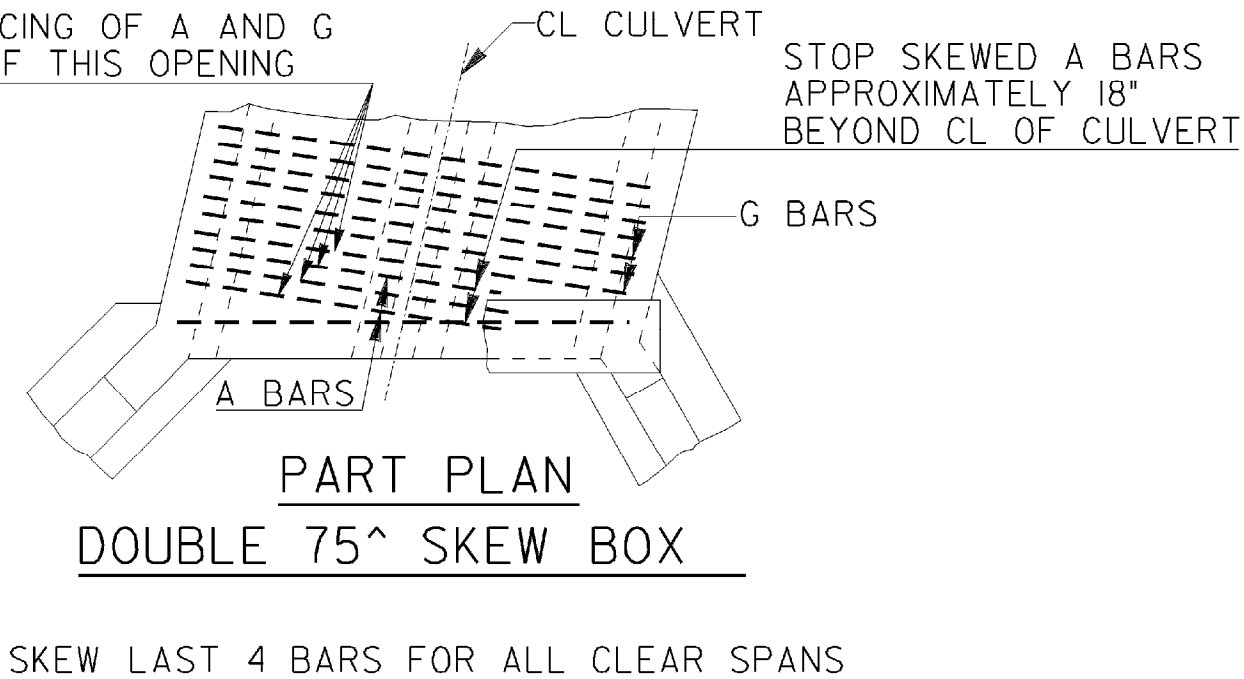 CING OF A AND G
F THIS OPENING
CL CULVERT
STOP SKEWED A BARS
APPROXIMATELY 18"
BEYOND CL OF CULVERT
G BARS
A BARS
PART PLAN
DOUBLE 75^ SKEW BOX
SKEW LAST 4 BARS FOR ALL CLEAR SPANS